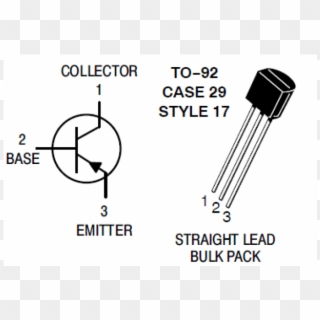 COLLECTOR
1
2
BASE
3
EMITTER
TO–92
CASE 29
STYLE 17
1
2
3
STRAIGHT LEAD
BULK PACK